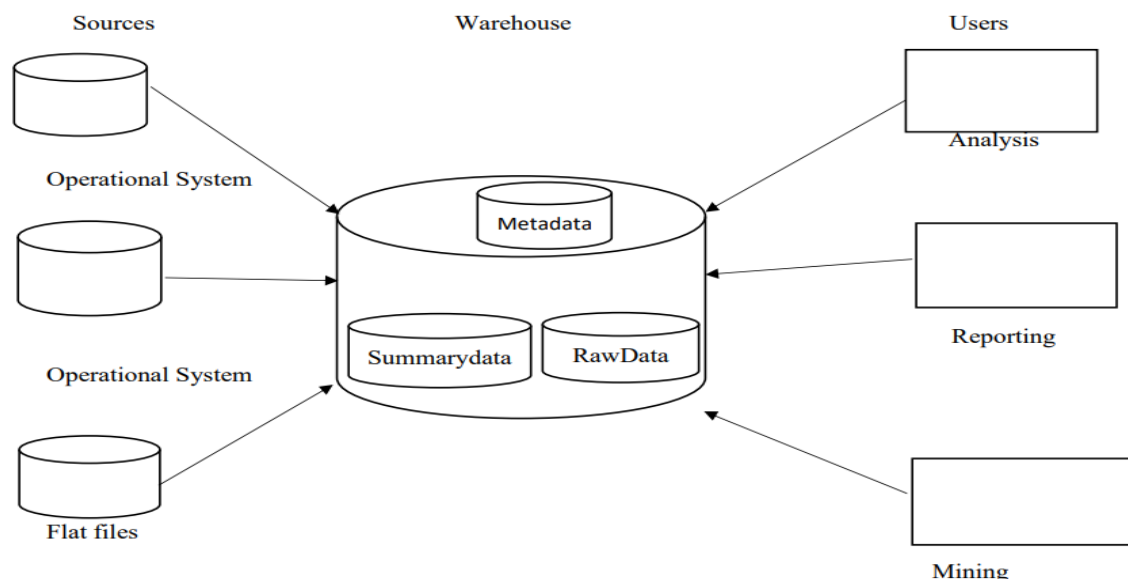 Sources
Warehouse
Users
Analysis
Operational System
Metadata
Reporting
Summarydata
RawData
Operational System
Flat files
Mining